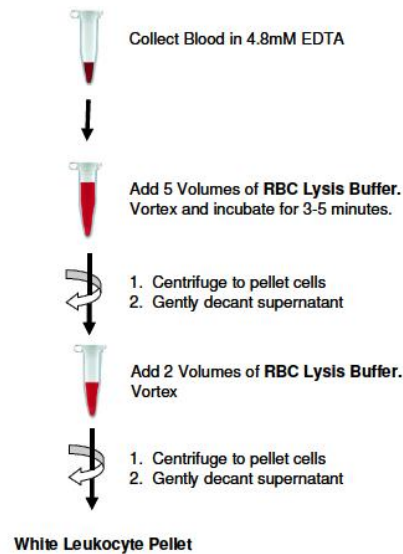 Collect Blood in 4.8mM EDTA
Add 5 Volumes of RBC Lysis Buffer.
Vortex and incubate for 3-5 minutes.
1. Centrifuge to pellet cells
2. Gently decant supernatant
Add 2 Volumes of RBC Lysis Buffer.
Vortex
1. Centrifuge to pellet cells
2. Gently decant supernatant
White Leukocyte Pellet